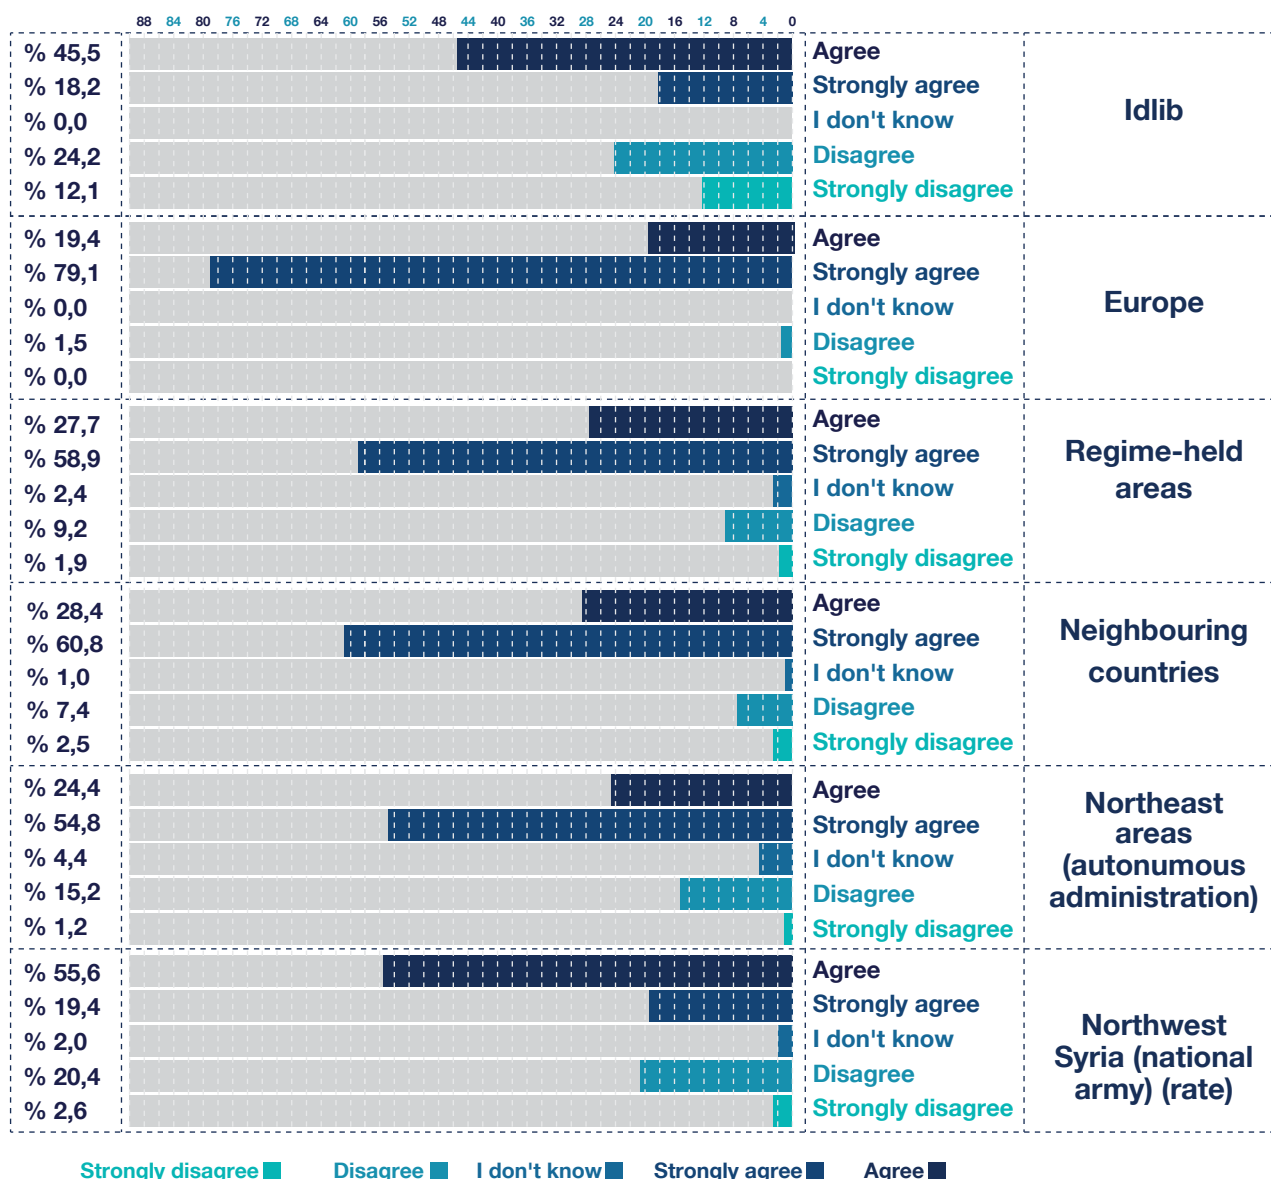 88 84 80 76 72 68 64 60 56 52 48 44 40 36 32 28 24 20 16 12 8 4 0
% 45,5 Agree
% 18,2 Strongly agree
% 0,0 I don't know
% 24,2 Disagree
% 12,1 Strongly disagree
Idlib
% 19,4 Agree
% 79,1 Strongly agree
% 0,0 I don't know
% 1,5 Disagree
% 0,0 Strongly disagree
Europe
% 27,7 Agree
% 58,9 Strongly agree
% 2,4 I don't know
% 9,2 Disagree
% 1,9 Strongly disagree
Regime-held
areas
% 28,4 Agree
% 60,8 Strongly agree
% 1,0 I don't know
% 7,4 Disagree
% 2,5 Strongly disagree
Neighbouring
countries
% 24,4 Agree
% 54,8 Strongly agree
% 4,4 I don't know
% 15,2 Disagree
% 1,2 Strongly disagree
Northeast
areas
(autonumous
administration)
% 55,6 Agree
% 19,4 Strongly agree
% 2,0 I don't know
% 20,4 Disagree
% 2,6 Strongly disagree
Northwest
Syria (national
army) (rate)
Strongly disagree Disagree I don't know Strongly agree Agree